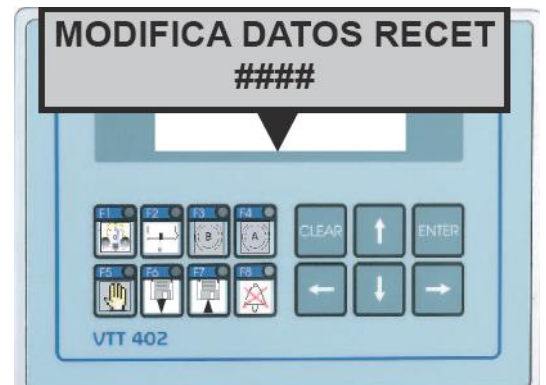 MODIFICA DATOS RECET
####
F1 F2 F3 F4
B A
CLEAR ENTER
F5 F6 F7 F8
VTT 402